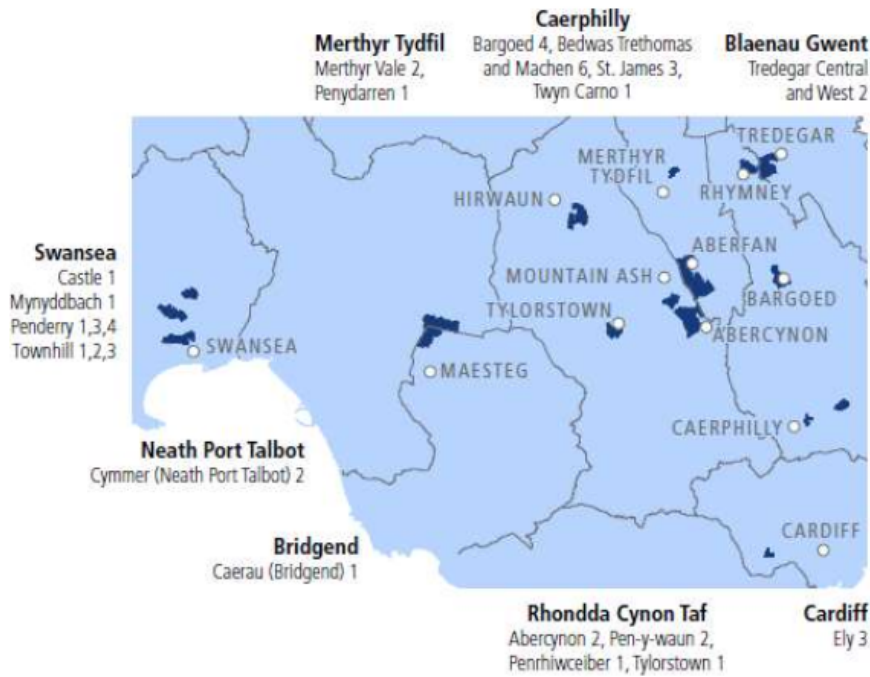 Caerphilly
Bargoed 4, Bedwas Trethomas
and Machen 6, St. James 3,
Twyn Carno 1
Merthyr Tydfil
Merthyr Vale 2,
Penydarren 1
Blaenau Gwent
Tredegar Central
and West 2
TREDEGAR
MERTHYR
TYDFIL
RHYMNEY
HIRWAUN
ABERFAN
MOUNTAIN ASH
BARGOED
TYLORSTOWN
ABERCYNON
Swansea
Castle 1
Mynyddbach 1
Penderry 1,3,4
Townhill 1,2,3
SWANSEA
MAESTEG
CAERPHILLY
Neath Port Talbot
Cymmer (Neath Port Talbot) 2
CARDIFF
Bridgend
Caerau (Bridgend) 1
Rhondda Cynon Taf
Abercynon 2, Pen-y-waun 2,
Penrhiwceiber 1, Tylorstown 1
Cardiff
Ely 3